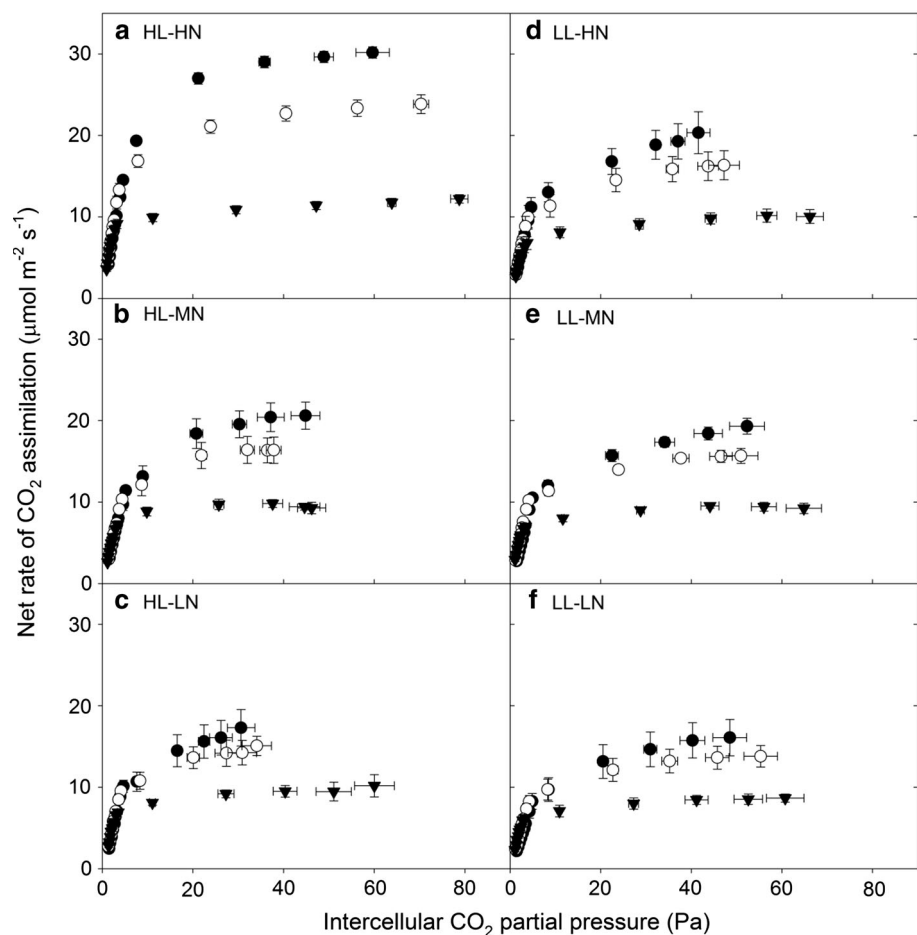 a HL-HN
d LL-HN
30
20
10
0
b HL-MN
e LL-MN
30
20
10
0
c HL-LN
f LL-LN
30
20
10
0
0 20 40 60 80
0 20 40 60 80
Net rate of CO₂ assimilation (μmol m⁻² s⁻¹)
Intercellular CO₂ partial pressure (Pa)